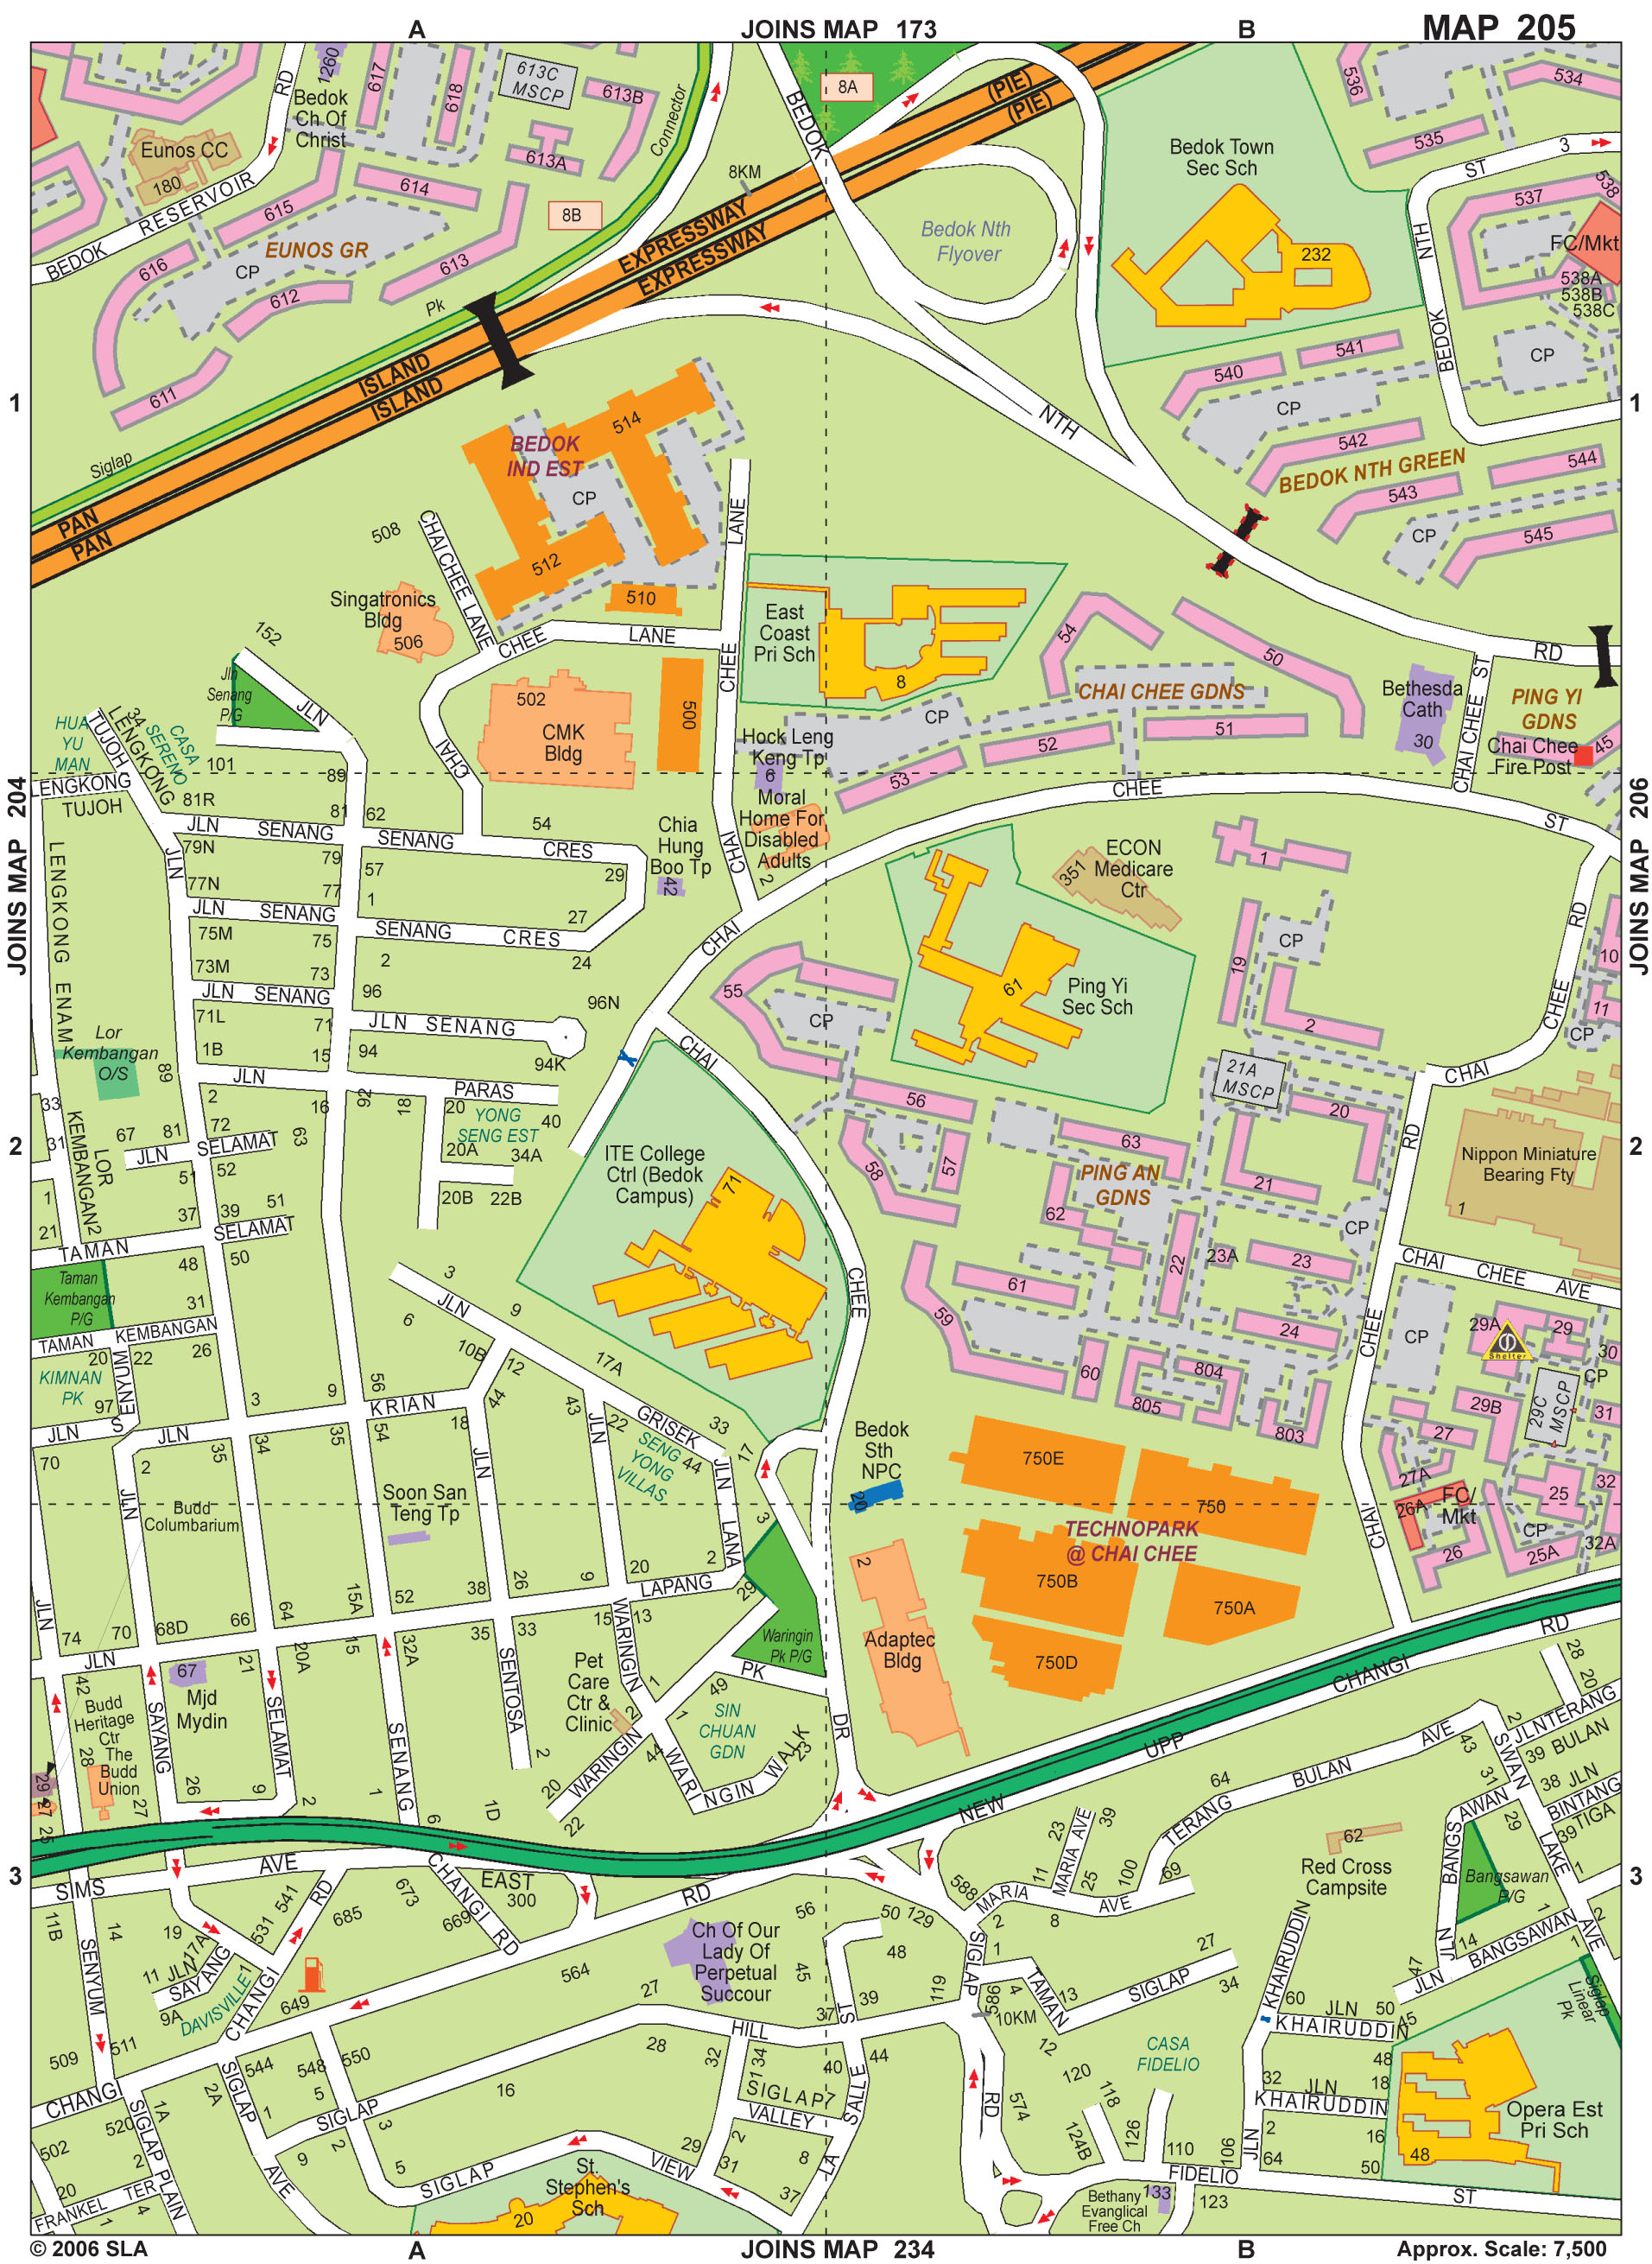 A
JOINS MAP 173
B
MAP 205
RD
1260
Bedok
Ch Of
Christ
617
618
613C
MSCP
613B
613A
Connector
BEDOK
8A
(PIE)
(PIE)
536
534
535
ST 3
Eunos CC
180
BEDOK RESERVOIR
615
614
8B
8KM
Bedok Town
Sec Sch
232
537
538
FC/Mkt
538A
538B
538C
EUNOS GR
616
CP
612
613
Pk
EXPRESSWAY
EXPRESSWAY
Bedok Nth
Flyover
NTH
BEDOK
CP
611
ISLAND
ISLAND
540
541
CP
542
1
1
BEDOK
IND EST
514
CP
512
NTH
BEDOK NTH GREEN
544
543
CP
545
Siglap
PAN
PAN
508
CHAI CHEE LANE
LANE
510
Singatronics
Bldg
506
CHEE LANE
CHEE
East
Coast
Pri Sch
8
54
50
RD
152
Jln
Senang
P/G
JLN
502
CMK
Bldg
500
CHAI CHEE GDNS
CP
52
51
53
Bethesda
Cath
30
CHAI CHEE ST
PING YI
GDNS
Chai Chee
Fire Post
45
HUA
YU
MAN
TUJOH
34
LENGKONG
CASA
SERENO
101
89
CHAI
Hock Leng
Keng Tp
6
JOINS MAP 204
LENGKONG
TUJOH
81R
81
62
Moral
Home For
Disabled
Adults
2
CHEE
ST
JOINS MAP 206
JLN SENANG
SENANG CRES
54
79N
79
57
29
Chia
Hung
Boo Tp
42
CHAI
ECON
Medicare
Ctr
351
1
JLN
77N
77
1
27
JLN SENANG
SENANG CRES
75M
75
2
24
CHAI
LENGKONG ENAM
73M
73
96
96N
JLN SENANG
JLN SENANG
71L
71
94
94K
55
CP
61
Ping Yi
Sec Sch
19
CP
2
RD
CHEE
CHAI
10
11
CP
Lor
Kembangan
O/S
1B
15
89
JLN PARAS
2
16
92
18
20
YONG
SENG EST
40
20A
34A
20B
22B
CHAI
56
21A
MSCP
20
33
31
KEMBANGAN
LOR
2
67
81
72
63
JLN SELAMAT
51
52
2
2
ITE College
Ctrl (Bedok
Campus)
71
58
57
63
PING AN
GDNS
21
RD
Nippon Miniature
Bearing Fty
1
1
21
37
39
51
TAMAN SELAMAT
48
50
62
22
23A
23
CP
CHAI CHEE AVE
Taman
Kembangan
P/G
31
3
JLN
9
6
CHEE
61
59
24
CHEE
CP
29A
29
Shelter
30
TAMAN KEMBANGAN
20
22
26
KIMNAN
PK
97
SENYUM
10B
12
17A
44
56
60
804
805
803
29B
29C
MSCP
CP
31
3
9
KRIAN
18
43
22
GRISEK
33
JLN
JLN
70
2
35
34
35
54
SENG
YONG
VILLAS
44
17
Bedok
Sth
NPC
20
750E
750
27
27A
FC/
Mkt
26A
25
32
Budd
Columbarium
Soon San
Teng Tp
JLN
JLN
JLN
LANA
3
TECHNOPARK
@ CHAI CHEE
CHAI
26
25A
CP
32A
2
20
750B
750A
750D
2
Adaptec
Bldg
JLN
15A
52
38
26
9
LAPANG
29
74
70
68D
66
64
15
32A
35
33
15
13
Waringin
Pk P/G
PK
JLN
42
67
Mjd
Mydin
21
20A
SENTOSA
WARINGIN
Pet
Care
Ctr &
Clinic
1
2
49
SIN
CHUAN
GDN
DR
CHANGI
RD
28
20
Budd
Heritage
Ctr
The
Budd
Union
28
29
27
25
27
SAYANG
SELAMAT
26
9
2
SENANG
1
6
1D
2
WARINGIN
20
22
44
1
WARINGIN WALK
23
UPP
NEW
AVE
43
2
JLN TERANG
BULAN
39
SWAN
31
38 JLN
BINTANG
39 TIGA
29
LAKE
1
TERANG BULAN
64
AWAN
BANGS
Bangsawan
P/G
3
3
SIMS AVE
11B
14
SENYUM
19
17A
11
JLN
SAYANG
9A
DAVISVILLE
1
531
541
RD
685
673
CHANGI RD
669
EAST
300
RD
588
MARIA AVE
11
23
39
25
100
69
MARIA AVE
2
8
62
Red Cross
Campsite
1
2
AVE
JLN
14
BANGSAWAN
JLN
47
1
509
511
CHANGI
649
564
27
Ch Of Our
Lady Of
Perpetual
Succour
56
45
37
50
129
48
39
119
SIGLAP
1
586
4
10KM
TAMAN
13
12
SIGLAP
27
34
KHAIRUDDIN
60
JLN
KHAIRUDDIN
50
45
Siglap
Linear
Pk
CHANGI
544
548
550
28
HILL
ST
32
34
40
44
SIGLAP
7
VALLEY
SALLE
LA
CASA
FIDELIO
120
118
574
RD
32
JLN
KHAIRUDDIN
48
18
16
2
50
64
JLN
Opera Est
Pri Sch
48
520
502
1A
2A
SIGLAP
1
5
SIGLAP
16
3
2
9
5
AVE
2
SIGLAP PLAIN
20
FRANKEL TER
1
4
SIGLAP VIEW
29
31
2
8
37
St.
Stephen's
Sch
20
124B
126
110
106
FIDELIO ST
133
123
Bethany
Evanglical
Free Ch
© 2006 SLA
A
JOINS MAP 234
B
Approx. Scale: 7,500